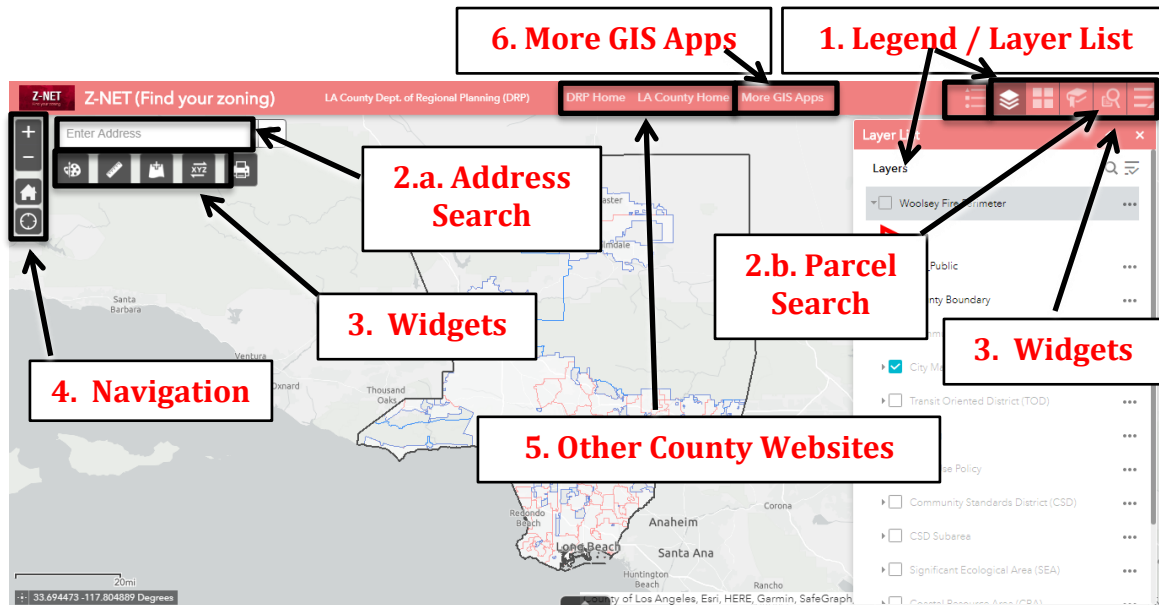 6. More GIS Apps
1. Legend / Layer List
Z-NET
Z-NET (Find your zoning)
LA County Dept. of Regional Planning (DRP)
DRP Home
LA County Home
More GIS Apps
Enter Address
XYZ
Layer List
Layers
Woolsey Fire Perimeter
Public
Boundary
City
Transit Oriented District (TOD)
Policy
Community Standards District (CSD)
CSD Subarea
Significant Ecological Area (SEA)
2.a. Address
Search
2.b. Parcel
Search
3. Widgets
3. Widgets
4. Navigation
5. Other County Websites
Santa
Barbara
Ventura
Oxnard
Thousand
Oaks
Redondo
Beach
Long Beach
Anaheim
Santa Ana
Corona
Huntington
Beach
Rancho
20mi
33.694473 -117.804889 Degrees
County of Los Angeles, Esri, HERE, Garmin, SafeGraph,